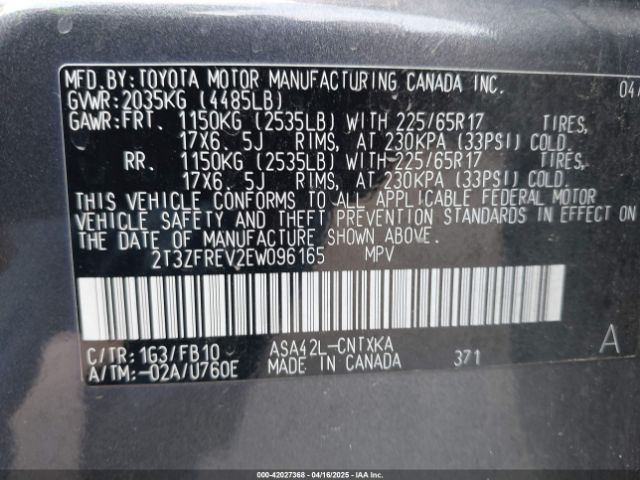 MFD.BY:TOYOTA MOTOR MANUFACTURING CANADA INC. 04/
GVWR:2035KG (4485LB)
GAWR:FRT. 1150KG (2535LB) WITH 225/65R17 TIRES,
17X6.5J RIMS, AT 230KPA (33PSI) COLD.
RR. 1150KG (2535LB) WITH 225/65R17 TIRES,
17X6.5J RIMS, AT 230KPA (33PSI) COLD.
THIS VEHICLE CONFORMS TO ALL APPLICABLE FEDERAL MOTOR
VEHICLE SAFETY AND THEFT PREVENTION STANDARDS IN EFFECT ON
THE DATE OF MANUFACTURE SHOWN ABOVE.
2T3ZFREV2EW096165 MPV
C/TR:1G3/FB10 ASA42L-CNTXKA A
A/TM:-02A/U760E MADE IN CANADA 371
000-42027368 - 04/16/2025 - IAAI.COM